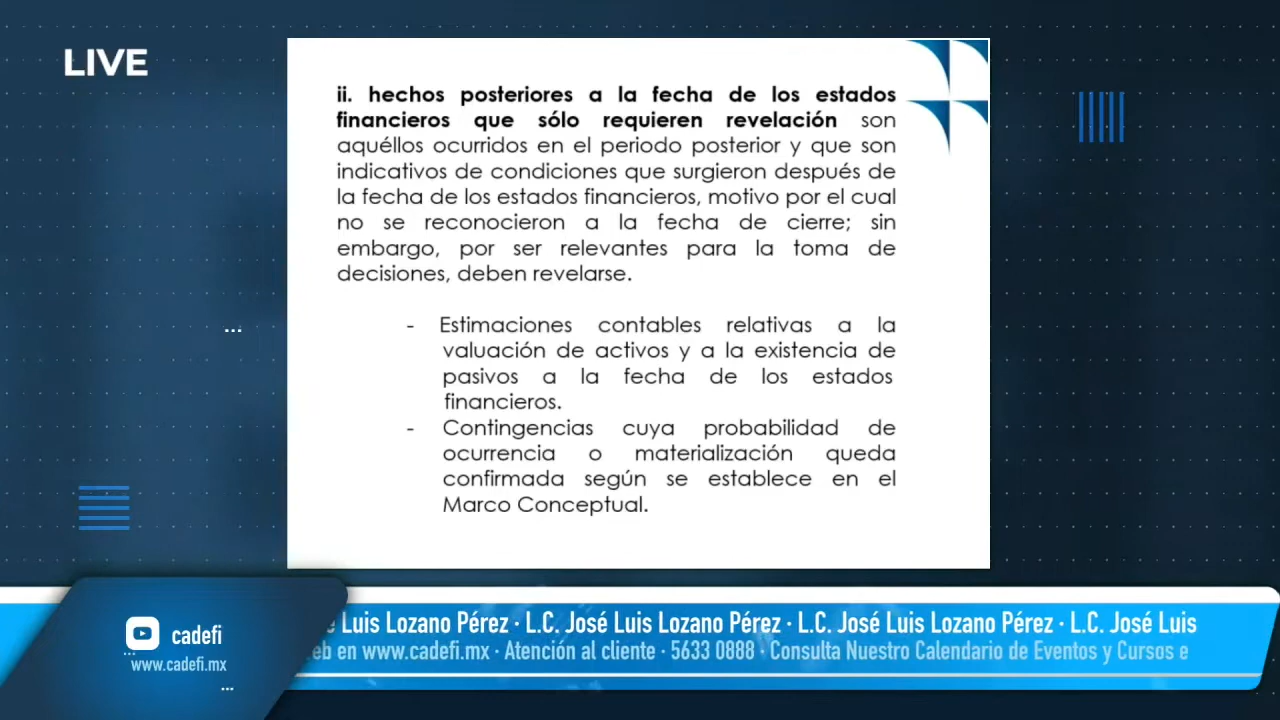 LIVE
ii. hechos posteriores a la fecha de los estados
financieros que sólo requieren revelación son
aquéllos ocurridos en el periodo posterior y que son
indicativos de condiciones que surgieron después de
la fecha de los estados financieros, motivo por el cual
no se reconocieron a la fecha de cierre; sin
embargo, por ser relevantes para la toma de
decisiones, deben revelarse.
- Estimaciones contables relativas a la
valuación de activos y a la existencia de
pasivos a la fecha de los estados
financieros.
- Contingencias cuya probabilidad de
ocurrencia o materialización queda
confirmada según se establece en el
Marco Conceptual.
cadefi
www.cadefi.mx
Luis Lozano Pérez · L.C. José Luis Lozano Pérez · L.C. José Luis Lozano Pérez · L.C. José Luis
en www.cadefi.mx · Atención al cliente · 5633 0888 · Consulta Nuestro Calendario de Eventos y Cursos e